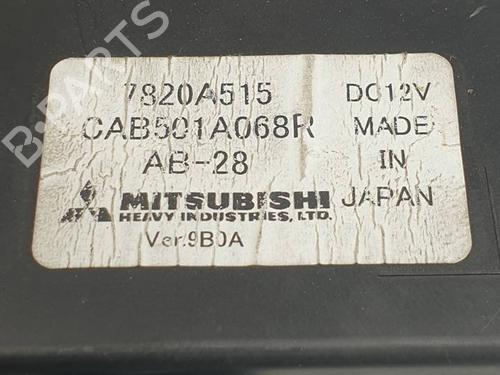 7820A515 DC12V
CAB501A068R MADE
AB-28 IN
MITSUBISHI JAPAN
HEAVY INDUSTRIES, LTD.
Ver.9B0A
B-PARTS